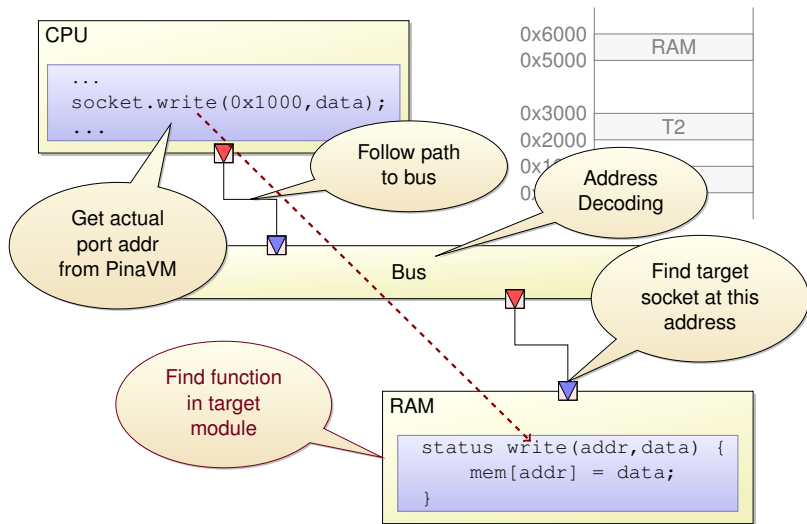 CPU
...
socket.write(0x1000,data);
...
0x6000
RAM
0x5000
0x3000
T2
0x2000
Follow path
to bus
Address
Decoding
Get actual
port addr
from PinaVM
Bus
Find target
socket at this
address
Find function
in target
module
RAM
status write(addr,data) {
mem[addr] = data;
}